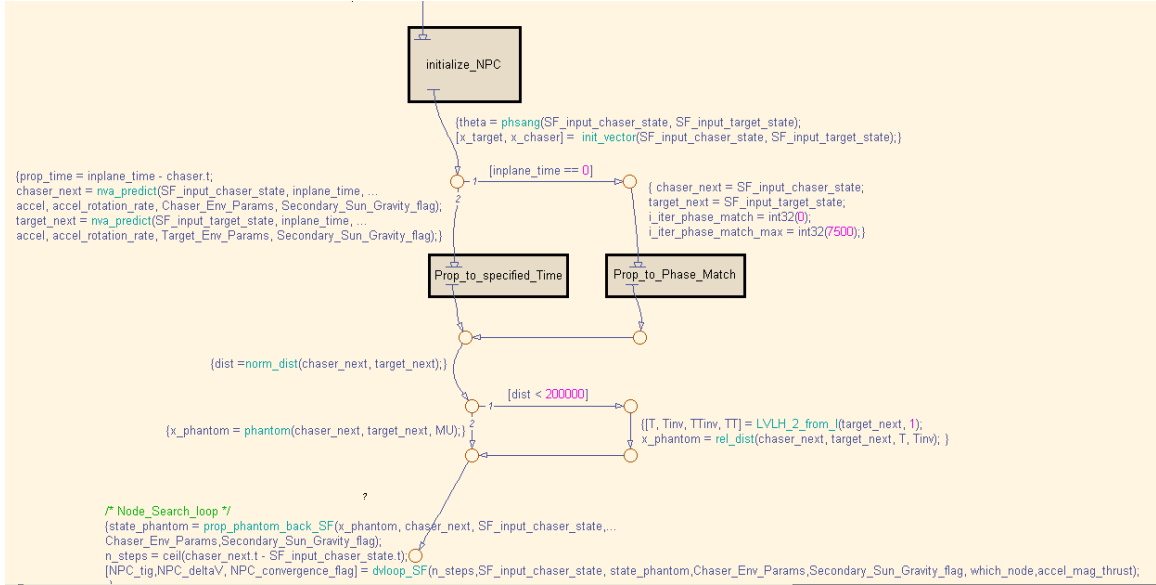 initialize_NPC
{theta = phsang(SF_input_chaser_state, SF_input_target_state);
[x_target, x_chaser] = init_vector(SF_input_chaser_state, SF_input_target_state);}
{prop_time = inplane_time - chaser.t;
chaser_next = nva_predict(SF_input_chaser_state, inplane_time, ...
accel, accel_rotation_rate, Chaser_Env_Params, Secondary_Sun_Gravity_flag);
target_next = nva_predict(SF_input_target_state, inplane_time, ...
accel, accel_rotation_rate, Target_Env_Params, Secondary_Sun_Gravity_flag);}
[inplane_time == 0]
1
2
{ chaser_next = SF_input_chaser_state;
target_next = SF_input_target_state;
i_iter_phase_match = int32(0);
i_iter_phase_match_max = int32(7500);}
Prop_to_specified_Time
Prop_to_Phase_Match
{dist =norm_dist(chaser_next, target_next);}
[dist < 200000]
1
2
{x_phantom = phantom(chaser_next, target_next, MU);}
{[T, Tinv, TTinv, TT] = LVLH_2_from_I(target_next, 1);
x_phantom = rel_dist(chaser_next, target_next, T, Tinv); }
?
/* Node_Search_loop */
{state_phantom = prop_phantom_back_SF(x_phantom, chaser_next, SF_input_chaser_state,...
Chaser_Env_Params,Secondary_Sun_Gravity_flag);
n_steps = ceil(chaser_next.t - SF_input_chaser_state.t);
[NPC_tig,NPC_deltaV, NPC_convergence_flag] = dvloop_SF(n_steps,SF_input_chaser_state, state_phantom,Chaser_Env_Params,Secondary_Sun_Gravity_flag, which_node,accel_mag_thrust);